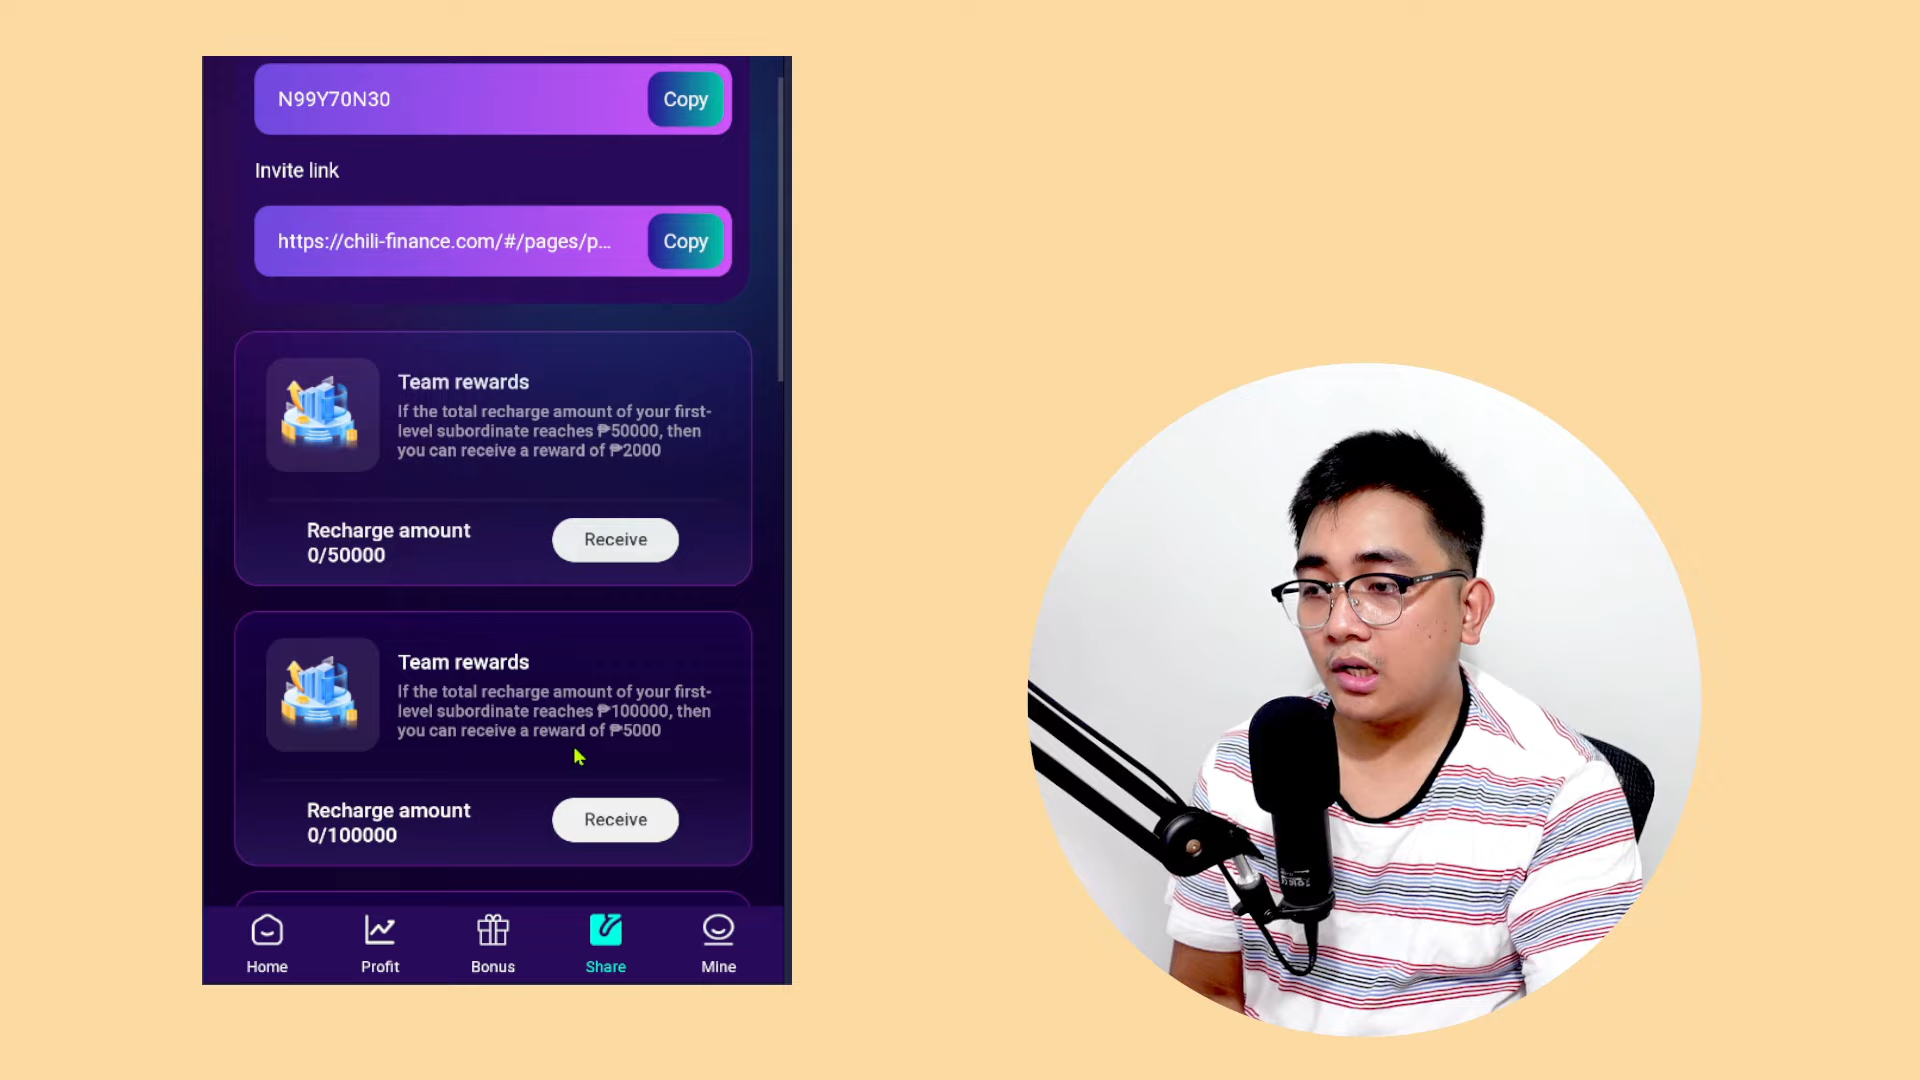 N99Y70N30
Copy
Invite link
https://chili-finance.com/#/pages/p...
Copy
Team rewards
If the total recharge amount of your first-
level subordinate reaches ₱50000, then
you can receive a reward of ₱2000
Recharge amount
0/50000
Receive
Team rewards
If the total recharge amount of your first-
level subordinate reaches ₱100000, then
you can receive a reward of ₱5000
Recharge amount
0/100000
Receive
Home
Profit
Bonus
Share
Mine